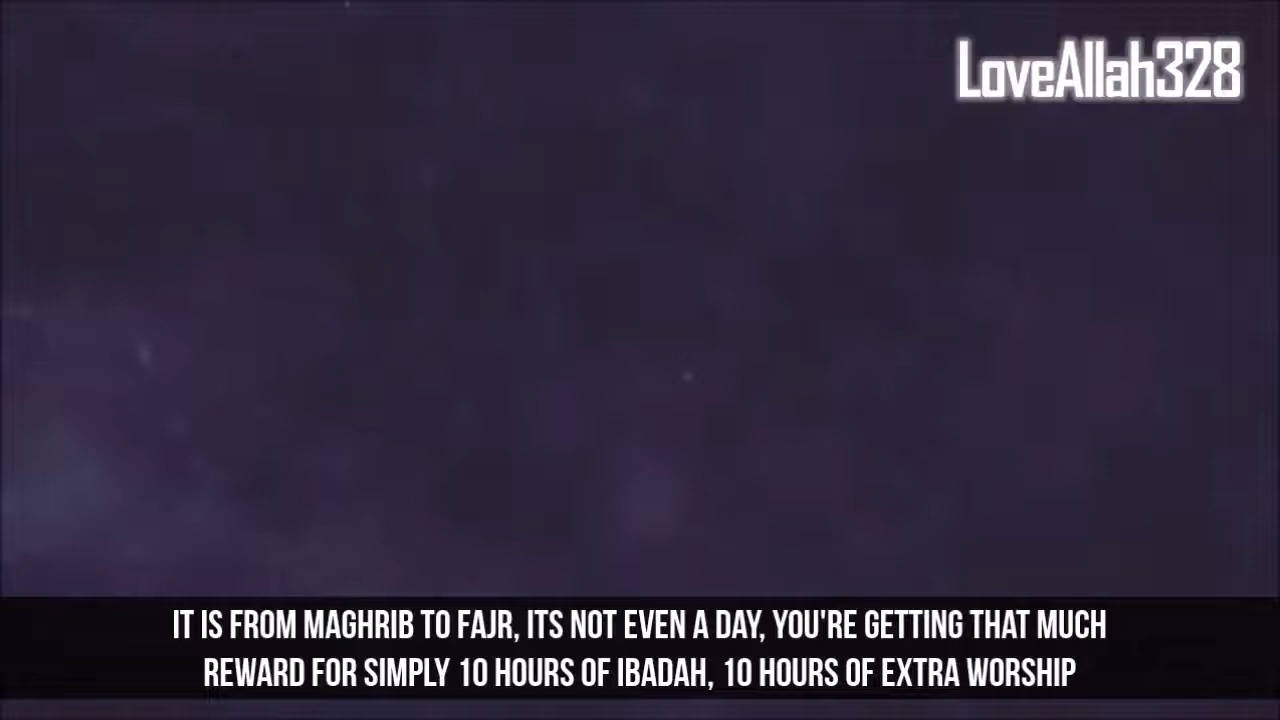 LoveAllah328
IT IS FROM MAGHRIB TO FAJR, ITS NOT EVEN A DAY, YOU'RE GETTING THAT MUCH
REWARD FOR SIMPLY 10 HOURS OF IBADAH, 10 HOURS OF EXTRA WORSHIP